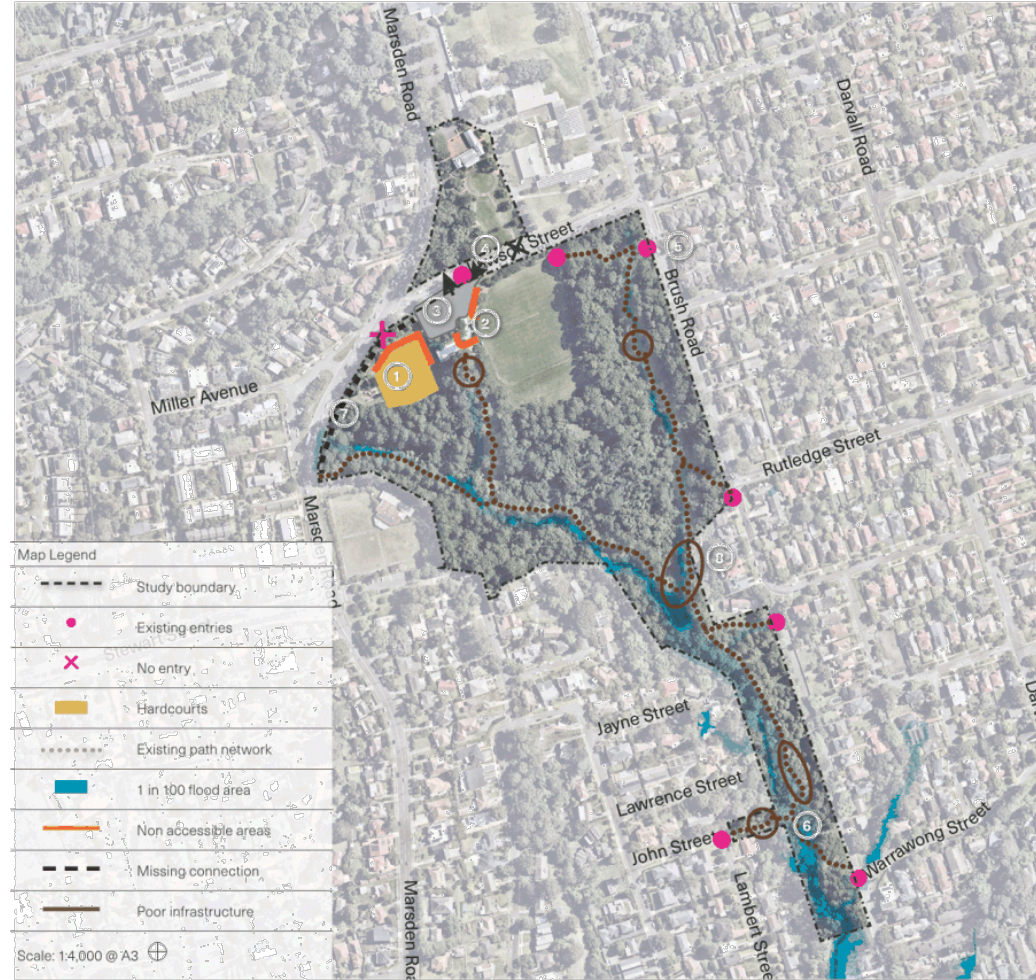 Marsden Road
Darvall Road
4
Street
5
Brush Road
3
2
1
Miller Avenue
7
Rutledge Street
8
Marsden Road
Map Legend
Study boundary
Existing entries
No entry
Hardcourts
Existing path network
1 in 100 flood area
Non accessible areas
Missing connection
Poor infrastructure
Scale: 1:4,000 @ A3
Jayne Street
Lawrence Street
6
John Street
Warrawong Street
Lambert Stree
Marsden Roa